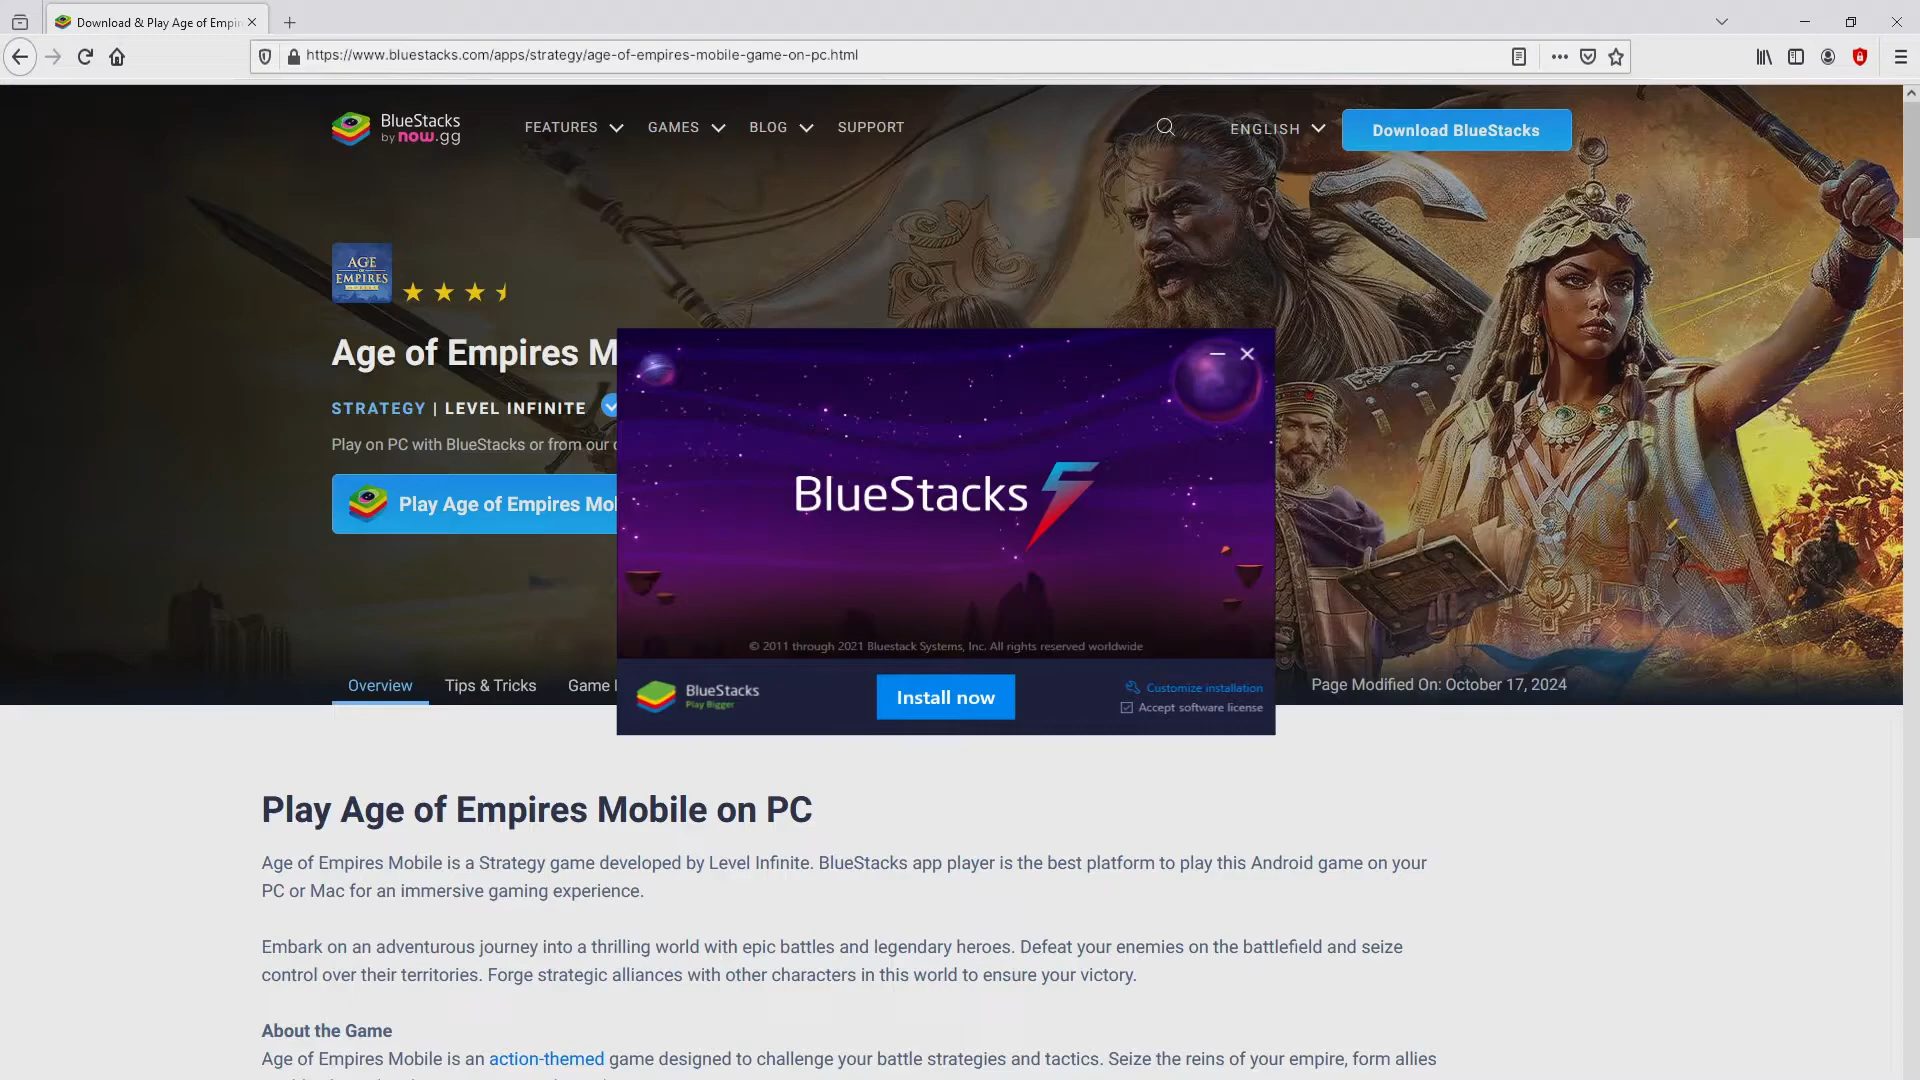 Download & Play Age of Empir
https://www.bluestacks.com/apps/strategy/age-of-empires-mobile-game-on-pc.html
BlueStacks
by now.gg
FEATURES
GAMES
BLOG
SUPPORT
ENGLISH
Download BlueStacks
AGE
OF
EMPIRES
MOBILE
Age of Empires M
STRATEGY | LEVEL INFINITE
Play on PC with BlueStacks or from our c
Play Age of Empires Mo
BlueStacks 5
© 2011 through 2021 Bluestack Systems, Inc. All rights reserved worldwide
BlueStacks
Play Bigger
Install now
Customize installation
Accept software license
Overview
Tips & Tricks
Game
Page Modified On: October 17, 2024
Play Age of Empires Mobile on PC
Age of Empires Mobile is a Strategy game developed by Level Infinite. BlueStacks app player is the best platform to play this Android game on your
PC or Mac for an immersive gaming experience.
Embark on an adventurous journey into a thrilling world with epic battles and legendary heroes. Defeat your enemies on the battlefield and seize
control over their territories. Forge strategic alliances with other characters in this world to ensure your victory.
About the Game
Age of Empires Mobile is an action-themed game designed to challenge your battle strategies and tactics. Seize the reins of your empire, form allies